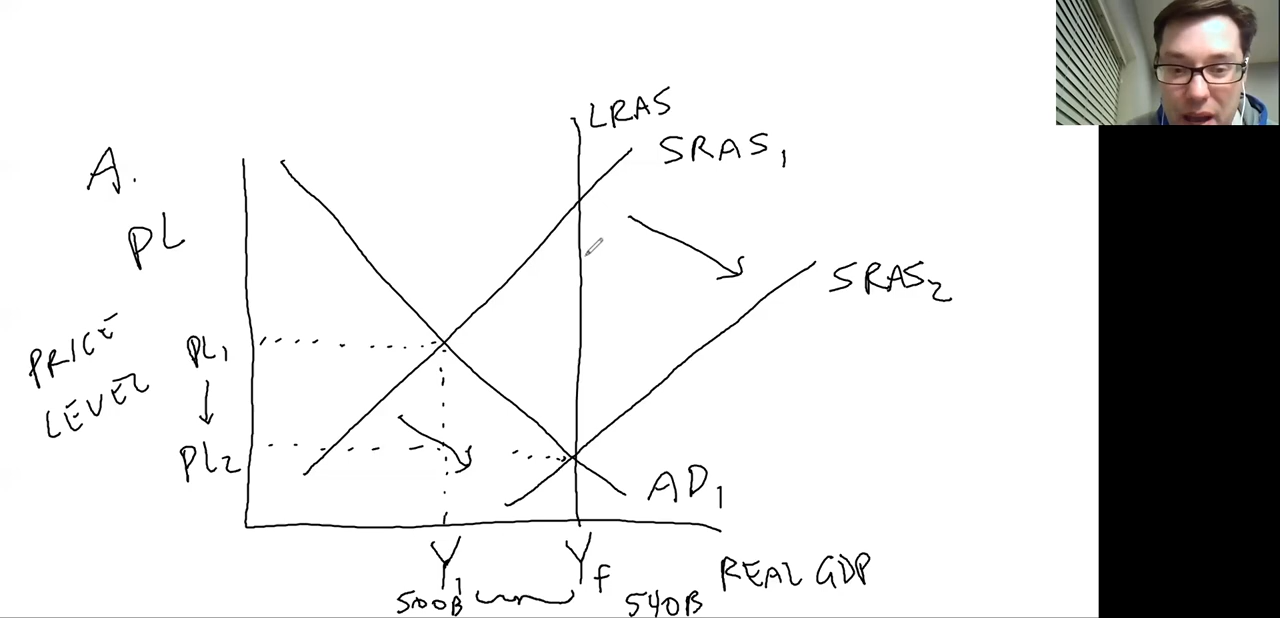 LRAS
SRAS1
A.
PL
SRAS2
PRICE
LEVEL
PL1
PL2
AD1
Y1
Yf
REAL GDP
500B
540B